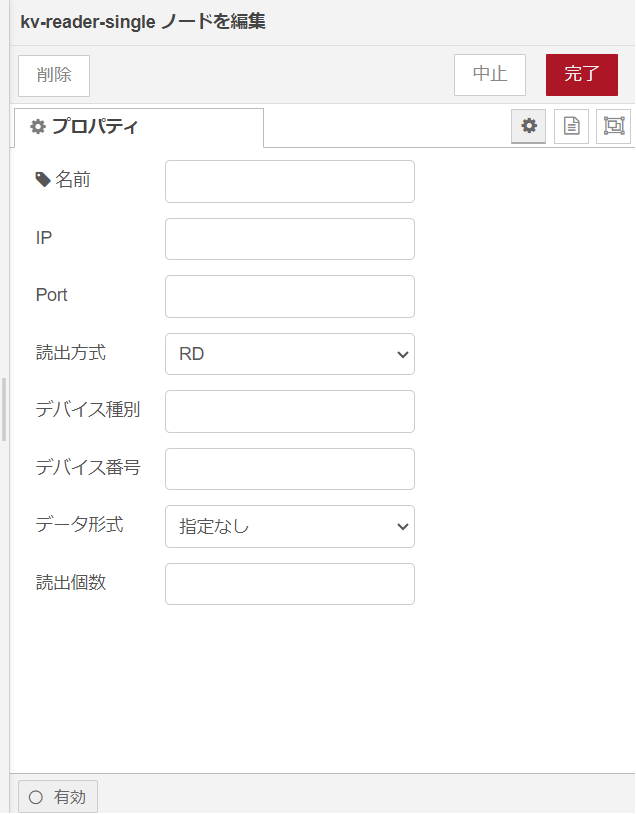 kv-reader-single ノードを編集
削除
中止
完了
プロパティ
名前
IP
Port
読出方式
RD
デバイス種別
デバイス番号
データ形式
指定なし
読出個数
有効